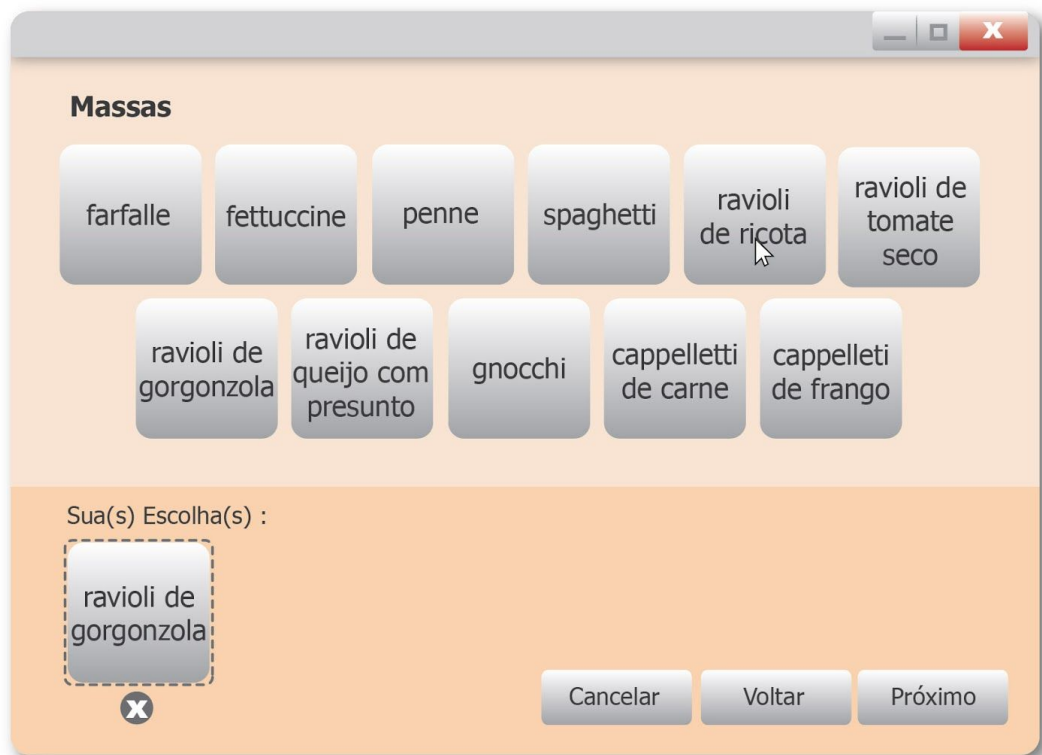 Massas
farfalle
fettuccine
penne
spaghetti
ravioli
de ricota
ravioli de
tomate
seco
ravioli de
gorgonzola
ravioli de
queijo com
presunto
gnocchi
cappelletti
de carne
cappelleti
de frango
Sua(s) Escolha(s) :
ravioli de
gorgonzola
Cancelar
Voltar
Próximo